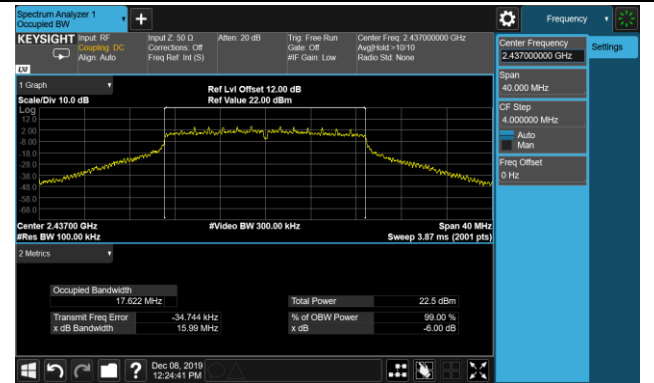 Spectrum Analyzer 1
Occupied BW
Frequency
KEYSIGHT
Input: RF
Coupling: DC
Align: Auto
Input Z: 50 Ω
Corrections: Off
Freq Ref: Int (S)
Atten: 20 dB
Trig: Free Run
Gate: Off
#IF Gain: Low
Center Freq: 2.437000000 GHz
Avg|Hold:>10/10
Radio Std: None
LXI
Center Frequency
2.437000000 GHz
Settings
Span
40.000 MHz
CF Step
4.000000 MHz
Auto
Man
Freq Offset
0 Hz
1 Graph
Scale/Div 10.0 dB
Ref Lvl Offset 12.00 dB
Ref Value 22.00 dBm
Log
12.0
2.00
-8.00
-18.0
-28.0
-38.0
-48.0
-58.0
-68.0
Center 2.43700 GHz
#Video BW 300.00 kHz
Span 40 MHz
#Res BW 100.00 kHz
Sweep 3.87 ms (2001 pts)
2 Metrics
Occupied Bandwidth
17.622 MHz
Total Power 22.5 dBm
Transmit Freq Error -34.744 kHz
% of OBW Power 99.00 %
x dB Bandwidth 15.99 MHz
x dB -6.00 dB
Dec 08, 2019
12:24:41 PM